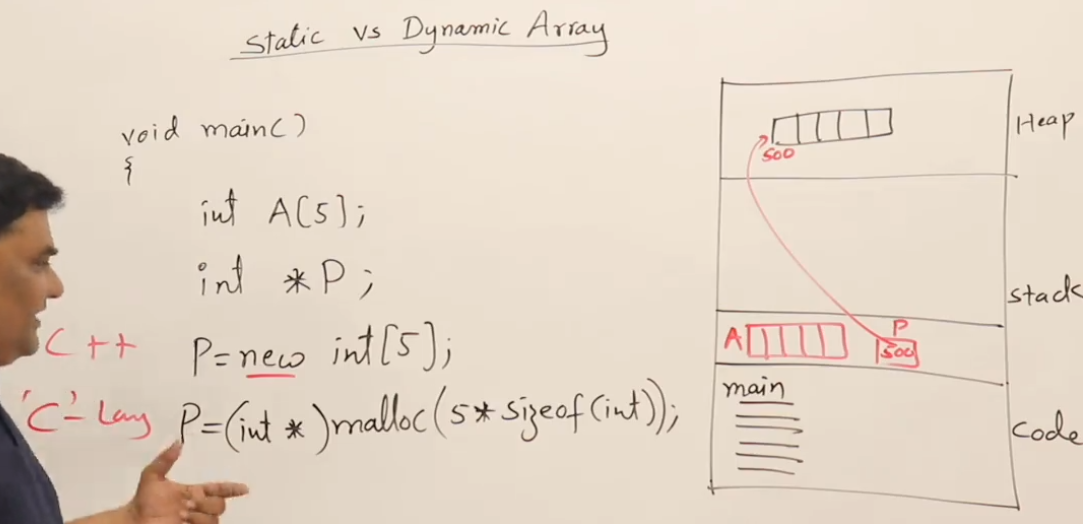 Static vs Dynamic Array
void main()
{
int A[5];
int *P;
C++ P=new int[5];
'C'-Lang P=(int *)malloc(5*sizeof(int));
Heap
500
Stack
A
P
500
main
Code